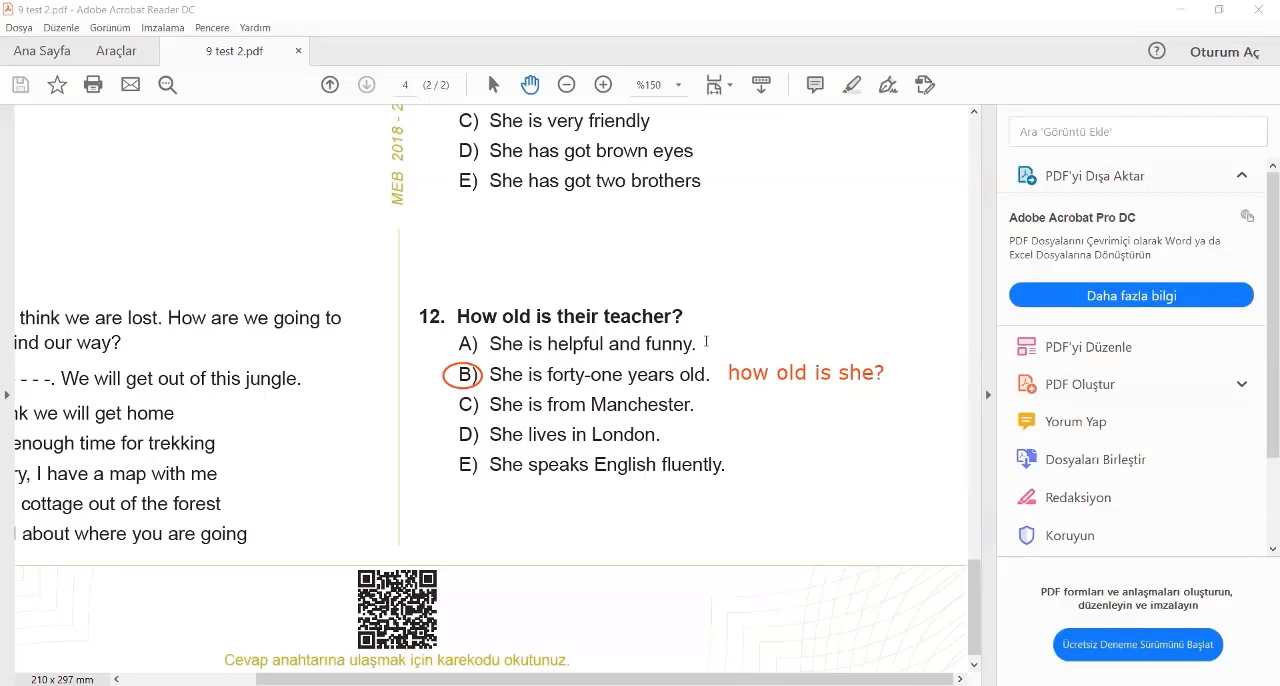 9 test 2.pdf - Adobe Acrobat Reader DC
Dosya Düzenle Görünüm İmzalama Pencere Yardım
Ana Sayfa Araçlar 9 test 2.pdf × Oturum Aç
4 (2 / 2) %150
MEB 2018 - 2
C) She is very friendly
D) She has got brown eyes
E) She has got two brothers
think we are lost. How are we going to
ind our way?
- - -. We will get out of this jungle.
nk we will get home
enough time for trekking
ry, I have a map with me
cottage out of the forest
about where you are going
12. How old is their teacher?
A) She is helpful and funny.
B) She is forty-one years old. how old is she?
C) She is from Manchester.
D) She lives in London.
E) She speaks English fluently.
Cevap anahtarına ulaşmak için karekodu okutunuz.
210 x 297 mm
Ara 'Görüntü Ekle'
PDF'yi Dışa Aktar
Adobe Acrobat Pro DC
PDF Dosyalarını Çevrimiçi olarak Word ya da
Excel Dosyalarına Dönüştürün
Daha fazla bilgi
PDF'yi Düzenle
PDF Oluştur
Yorum Yap
Dosyaları Birleştir
Redaksiyon
Koruyun
PDF formları ve anlaşmaları oluşturun,
düzenleyin ve imzalayın
Ücretsiz Deneme Sürümünü Başlat